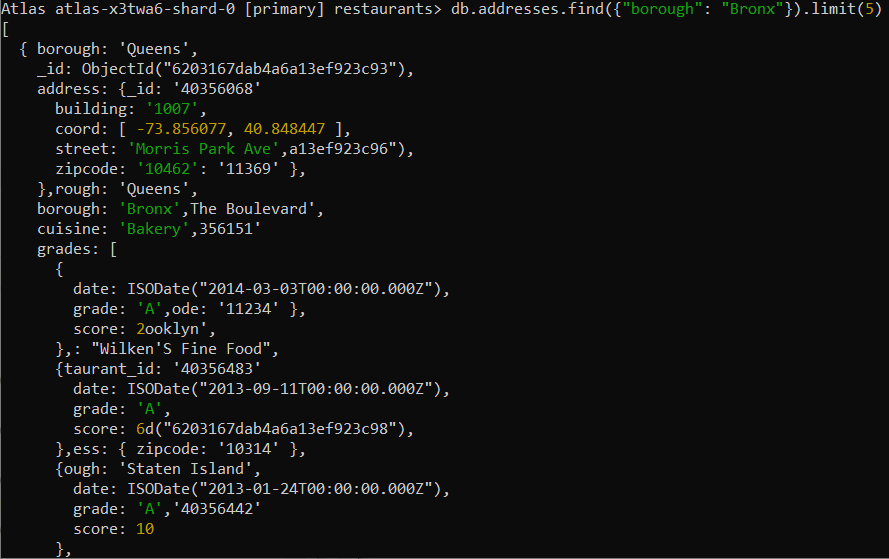 Atlas atlas-x3twa6-shard-0 [primary] restaurants> db.addresses.find({"borough": "Bronx"}).limit(5)
[
  { borough: 'Queens',
    _id: ObjectId("6203167dab4a6a13ef923c93"),
    address: {_id: '40356068'
      building: '1007',
      coord: [ -73.856077, 40.848447 ],
      street: 'Morris Park Ave',a13ef923c96"),
      zipcode: '10462': '11369' },
    },rough: 'Queens',
    borough: 'Bronx',The Boulevard',
    cuisine: 'Bakery',356151'
    grades: [
      {
        date: ISODate("2014-03-03T00:00:00.000Z"),
        grade: 'A',ode: '11234' },
        score: 2ooklyn',
      },: "Wilken'S Fine Food",
      {taurant_id: '40356483'
        date: ISODate("2013-09-11T00:00:00.000Z"),
        grade: 'A',
        score: 6d("6203167dab4a6a13ef923c98"),
      },ess: { zipcode: '10314' },
      {ough: 'Staten Island',
        date: ISODate("2013-01-24T00:00:00.000Z"),
        grade: 'A','40356442'
        score: 10
      },